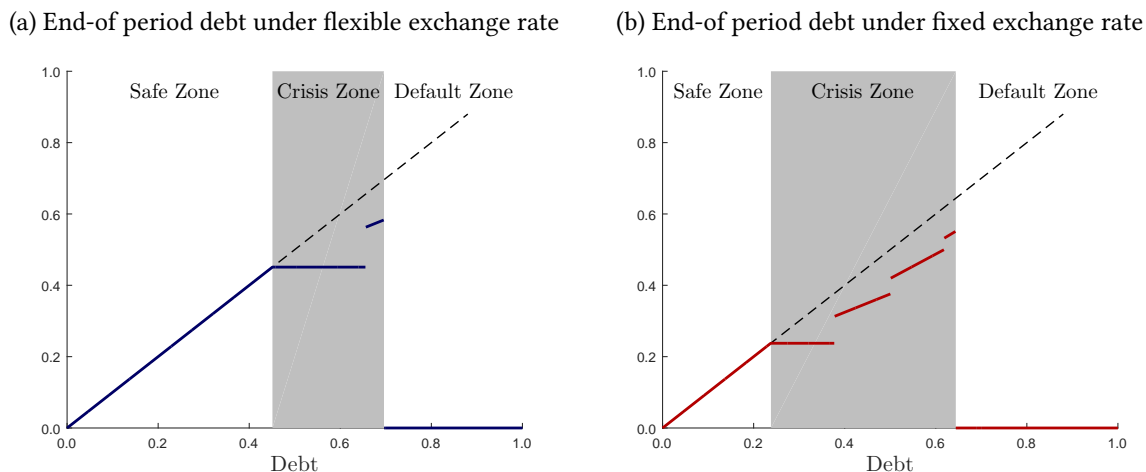 (a) End-of period debt under flexible exchange rate
Safe Zone
Crisis Zone
Default Zone
1.0
0.8
0.6
0.4
0.2
0
0.0
0.2
0.4
0.6
0.8
1.0
Debt
(b) End-of period debt under fixed exchange rate
Safe Zone
Crisis Zone
Default Zone
1.0
0.8
0.6
0.4
0.2
0
0.0
0.2
0.4
0.6
0.8
1.0
Debt